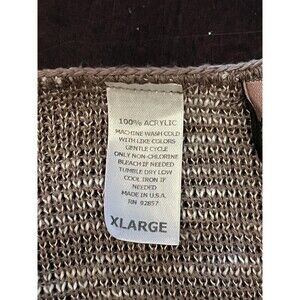 100% ACRYLIC
MACHINE WASH COLD
WITH LIKE COLORS
GENTLE CYCLE
ONLY NON-CHLORINE
BLEACH IF NEEDED
TUMBLE DRY LOW
COOL IRON IF
NEEDED
MADE IN U.S.A.
RN 92857
XLARGE